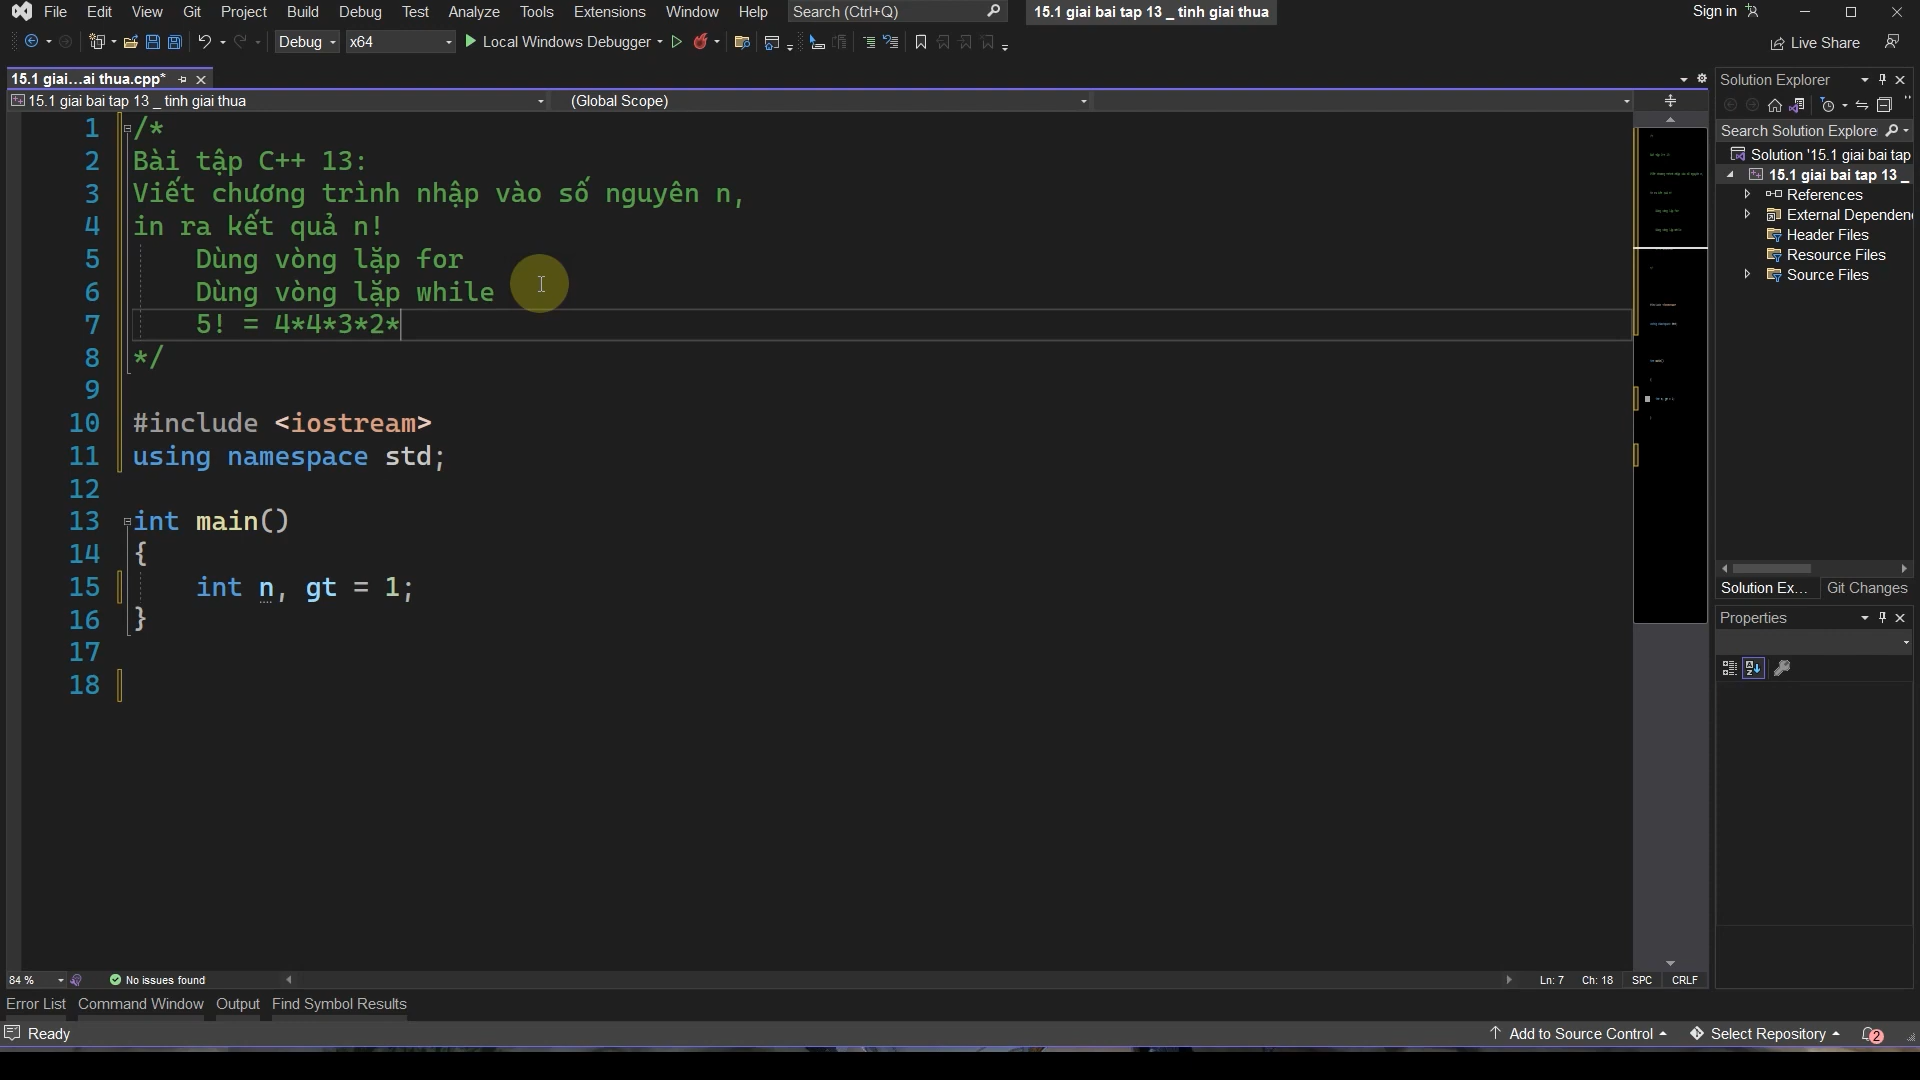 File Edit View Git Project Build Debug Test Analyze Tools Extensions Window Help Search (Ctrl+Q) 15.1 giai bai tap 13 _ tinh giai thua Sign in
Debug x64 Local Windows Debugger Live Share
15.1 giai...ai thua.cpp*
15.1 giai bai tap 13 _ tinh giai thua (Global Scope)
1 /*
2 Bài tập C++ 13:
3 Viết chương trình nhập vào số nguyên n,
4 in ra kết quả n!
5 Dùng vòng lặp for
6 Dùng vòng lặp while
7 5! = 4*4*3*2*
8 */
9
10 #include <iostream>
11 using namespace std;
12
13 int main()
14 {
15 int n, gt = 1;
16 }
17
18
Solution Explorer
Search Solution Explore
Solution '15.1 giai bai tap
15.1 giai bai tap 13 _
References
External Dependen
Header Files
Resource Files
Source Files
Solution Ex... Git Changes
Properties
84 % No issues found Ln: 7 Ch: 18 SPC CRLF
Error List Command Window Output Find Symbol Results
Ready Add to Source Control Select Repository 2